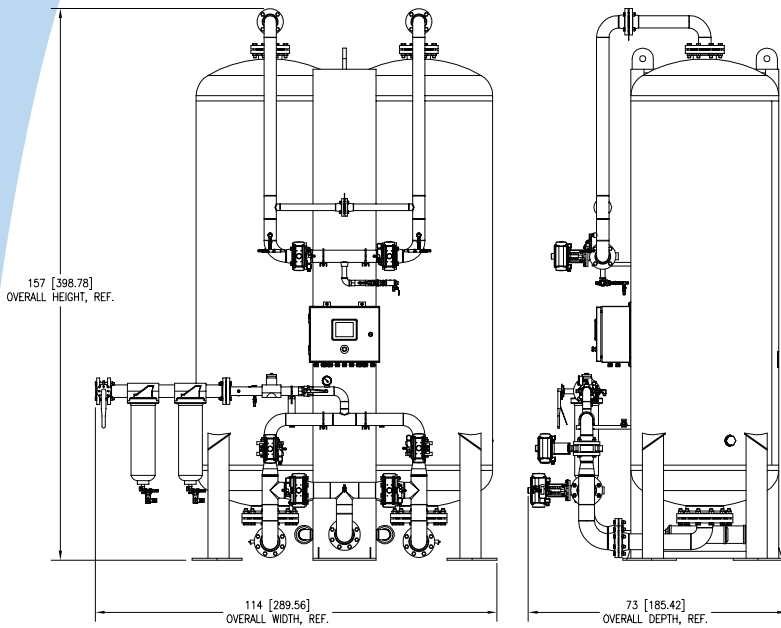 157 [398.78]
OVERALL HEIGHT, REF.
114 [289.56]
OVERALL WIDTH, REF.
73 [185.42]
OVERALL DEPTH, REF.